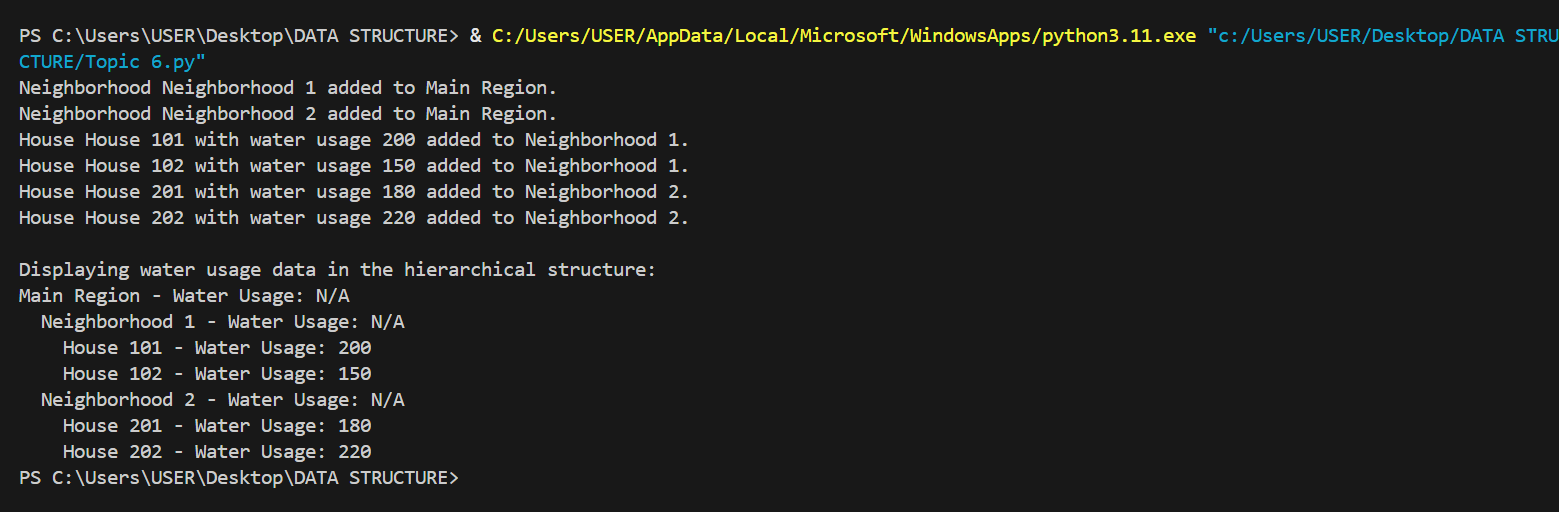 PS C:\Users\USER\Desktop\DATA STRUCTURE> & C:/Users/USER/AppData/Local/Microsoft/WindowsApps/python3.11.exe "c:/Users/USER/Desktop/DATA STRU
CTURE/Topic 6.py"
Neighborhood Neighborhood 1 added to Main Region.
Neighborhood Neighborhood 2 added to Main Region.
House House 101 with water usage 200 added to Neighborhood 1.
House House 102 with water usage 150 added to Neighborhood 1.
House House 201 with water usage 180 added to Neighborhood 2.
House House 202 with water usage 220 added to Neighborhood 2.

Displaying water usage data in the hierarchical structure:
Main Region - Water Usage: N/A
  Neighborhood 1 - Water Usage: N/A
    House 101 - Water Usage: 200
    House 102 - Water Usage: 150
  Neighborhood 2 - Water Usage: N/A
    House 201 - Water Usage: 180
    House 202 - Water Usage: 220
PS C:\Users\USER\Desktop\DATA STRUCTURE>